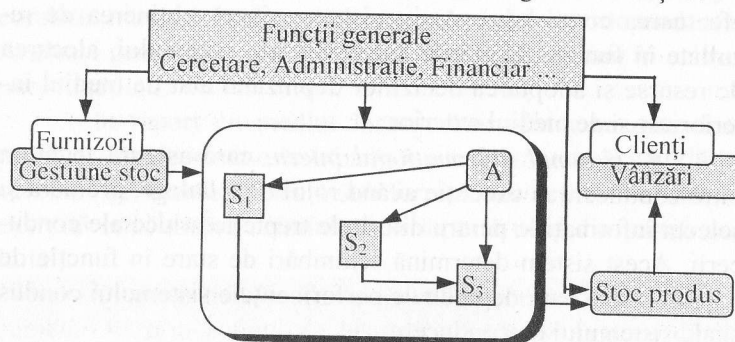 Funcții generale
Cercetare, Administrație, Financiar ...
Furnizori
Gestiune stoc
Clienți
Vânzări
A
S1
S2
S3
Stoc produs